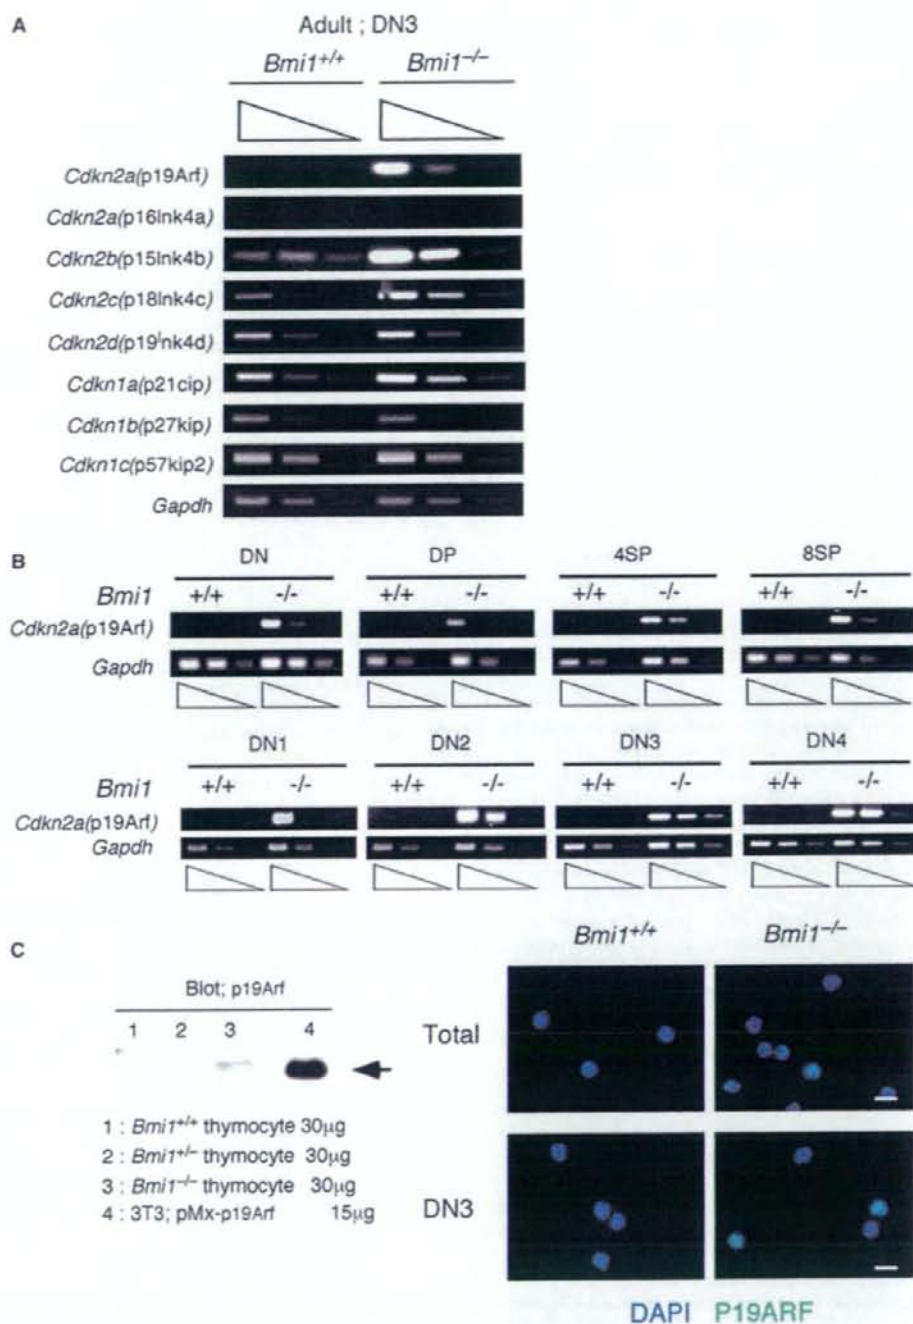 A
Adult ; DN3
Bmi1+/+ Bmi1–/–
Cdkn2a(p19Arf)
Cdkn2a(p16Ink4a)
Cdkn2b(p15Ink4b)
Cdkn2c(p18Ink4c)
Cdkn2d(p19Ink4d)
Cdkn1a(p21cip)
Cdkn1b(p27kip)
Cdkn1c(p57kip2)
Gapdh
B
DN DP 4SP 8SP
Bmi1 +/+ -/- +/+ -/- +/+ -/- +/+ -/-
Cdkn2a(p19Arf)
Gapdh
DN1 DN2 DN3 DN4
Bmi1 +/+ -/- +/+ -/- +/+ -/- +/+ -/-
Cdkn2a(p19Arf)
Gapdh
C
Bmi1+/+ Bmi1–/–
Blot; p19Arf
1 2 3 4
Total
1 : Bmi1+/+ thymocyte 30μg
2 : Bmi1+/– thymocyte 30μg
3 : Bmi1–/– thymocyte 30μg
4 : 3T3; pMx-p19Arf 15μg
DN3
DAPI P19ARF